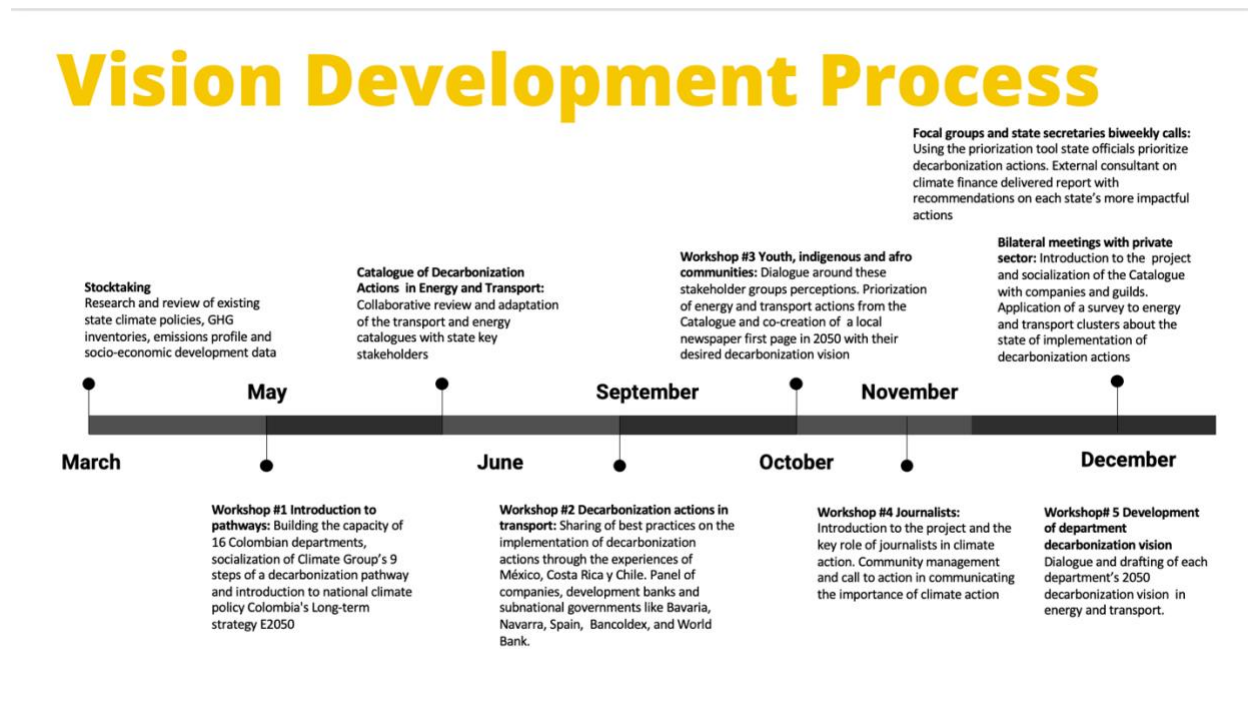 Vision Development Process
Focal groups and state secretaries biweekly calls:
Using the priorization tool state officials prioritize
decarbonization actions. External consultant on
climate finance delivered report with
recommendations on each state's more impactful
actions
Stocktaking
Research and review of existing
state climate policies, GHG
inventories, emissions profile and
socio-economic development data
Catalogue of Decarbonization
Actions in Energy and Transport:
Collaborative review and adaptation
of the transport and energy
catalogues with state key
stakeholders
Workshop #3 Youth, indigenous and afro
communities: Dialogue around these
stakeholder groups perceptions. Priorization
of energy and transport actions from the
Catalogue and co-creation of a local
newspaper first page in 2050 with their
desired decarbonization vision
Bilateral meetings with private
sector: Introduction to the project
and socialization of the Catalogue
with companies and guilds.
Application of a survey to energy
and transport clusters about the
state of implementation of
decarbonization actions
May
September
November
March
June
October
December
Workshop #1 Introduction to
pathways: Building the capacity of
16 Colombian departments,
socialization of Climate Group's 9
steps of a decarbonization pathway
and introduction to national climate
policy Colombia's Long-term
strategy E2050
Workshop #2 Decarbonization actions in
transport: Sharing of best practices on the
implementation of decarbonization
actions through the experiences of
México, Costa Rica y Chile. Panel of
companies, development banks and
subnational governments like Bavaria,
Navarra, Spain, Bancoldex, and World
Bank.
Workshop #4 Journalists:
Introduction to the project and the
key role of journalists in climate
action. Community management
and call to action in communicating
the importance of climate action
Workshop# 5 Development
of department
decarbonization vision
Dialogue and drafting of each
department's 2050
decarbonization vision in
energy and transport.